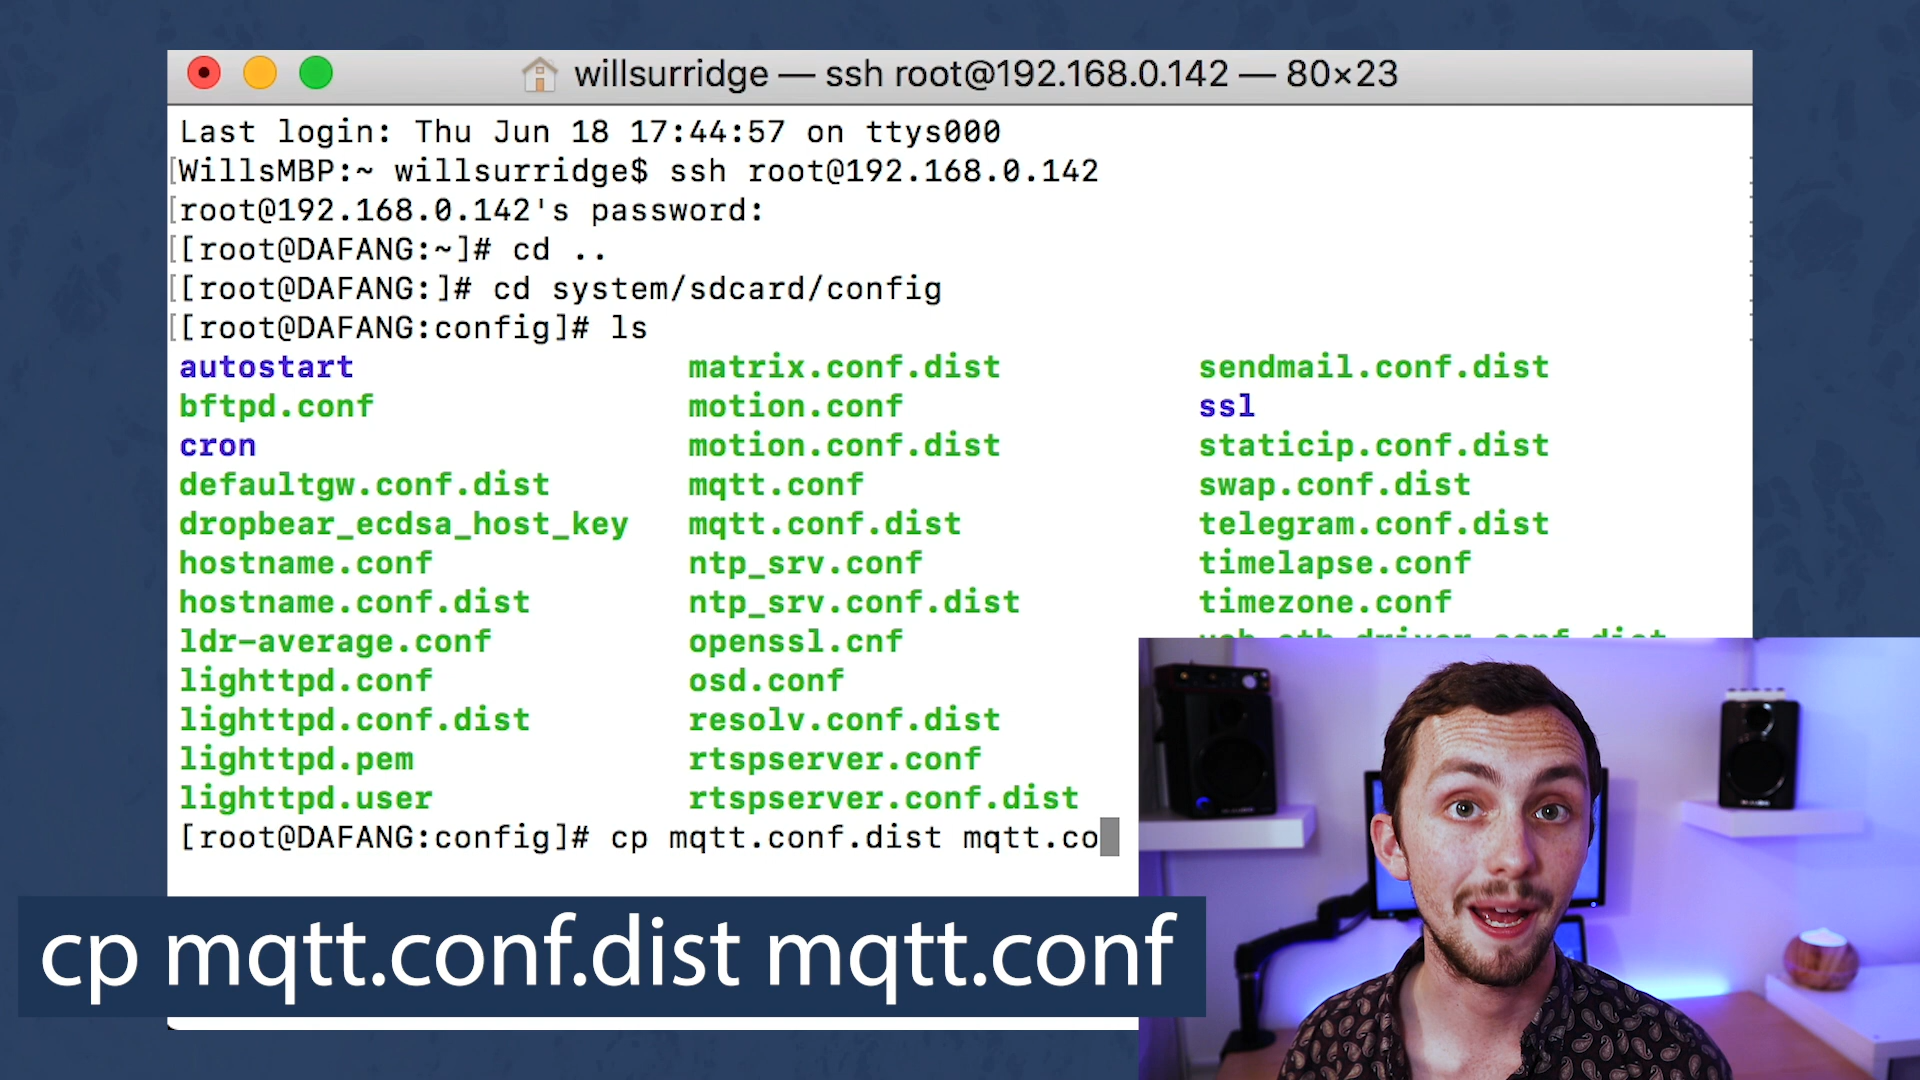 willsurridge — ssh root@192.168.0.142 — 80×23
Last login: Thu Jun 18 17:44:57 on ttys000
[WillsMBP:~ willsurridge$ ssh root@192.168.0.142
[root@192.168.0.142's password:
[[root@DAFANG:~]# cd ..
[[root@DAFANG:]# cd system/sdcard/config
[[root@DAFANG:config]# ls
autostart matrix.conf.dist sendmail.conf.dist
bftpd.conf motion.conf ssl
cron motion.conf.dist staticip.conf.dist
defaultgw.conf.dist mqtt.conf swap.conf.dist
dropbear_ecdsa_host_key mqtt.conf.dist telegram.conf.dist
hostname.conf ntp_srv.conf timelapse.conf
hostname.conf.dist ntp_srv.conf.dist timezone.conf
ldr-average.conf openssl.cnf
lighttpd.conf osd.conf
lighttpd.conf.dist resolv.conf.dist
lighttpd.pem rtspserver.conf
lighttpd.user rtspserver.conf.dist
[root@DAFANG:config]# cp mqtt.conf.dist mqtt.co
cp mqtt.conf.dist mqtt.conf